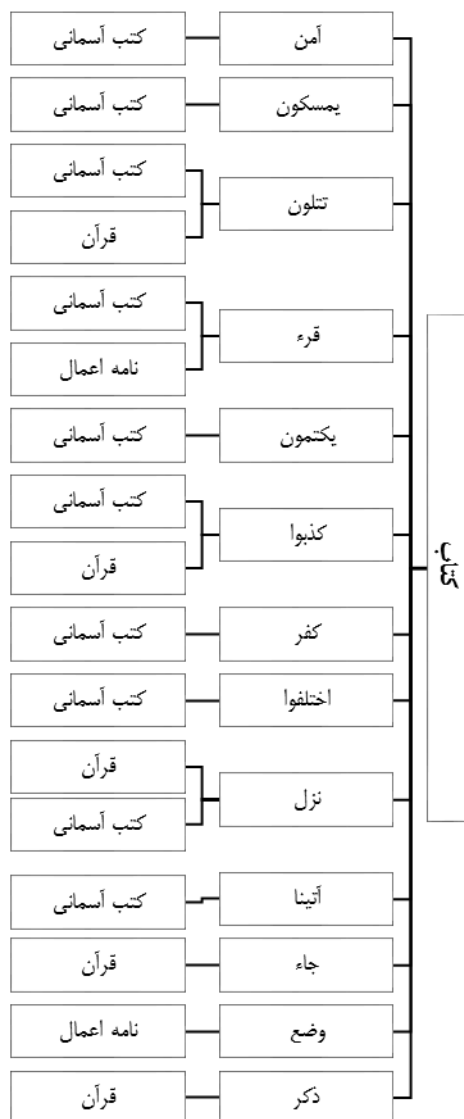 کتاب
آمن
کتب آسمانی
یمسکون
کتب آسمانی
تتلون
کتب آسمانی
قرآن
قرء
کتب آسمانی
نامه اعمال
یکتمون
کتب آسمانی
کذبوا
کتب آسمانی
قرآن
کفر
کتب آسمانی
اختلفوا
کتب آسمانی
نزل
قرآن
کتب آسمانی
آتینا
کتب آسمانی
جاء
قرآن
وضع
نامه اعمال
ذکر
قرآن